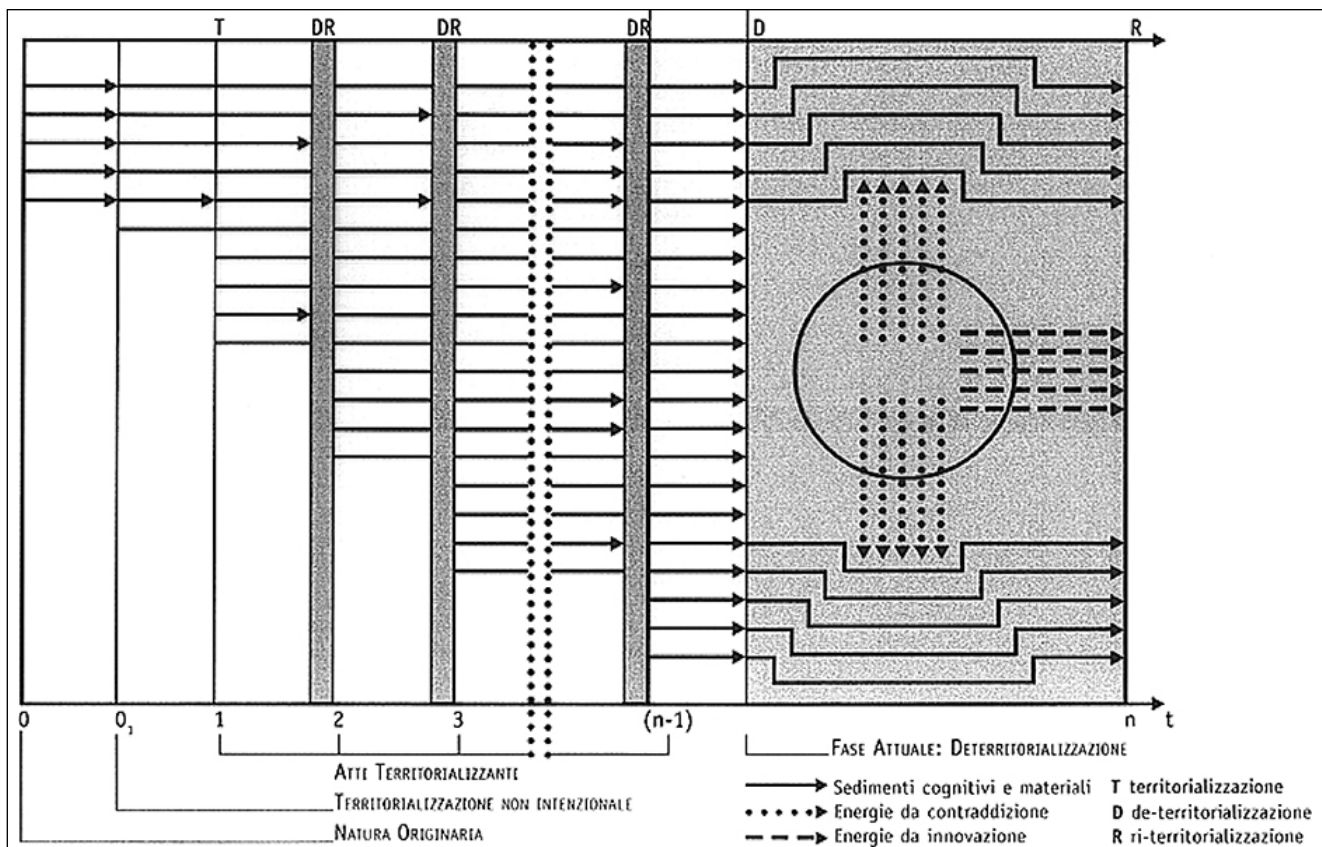 T DR DR DR D R
0 0₁ 1 2 3 (n-1) n t
FASE ATTUALE: DETERRITORIALIZZAZIONE
ATTI TERRITORIALIZZANTI
TERRITORIALIZZAZIONE NON INTENZIONALE
NATURA ORIGINARIA
Sedimenti cognitivi e materiali T territorializzazione
Energie da contraddizione D de-territorializzazione
Energie da innovazione R ri-territorializzazione